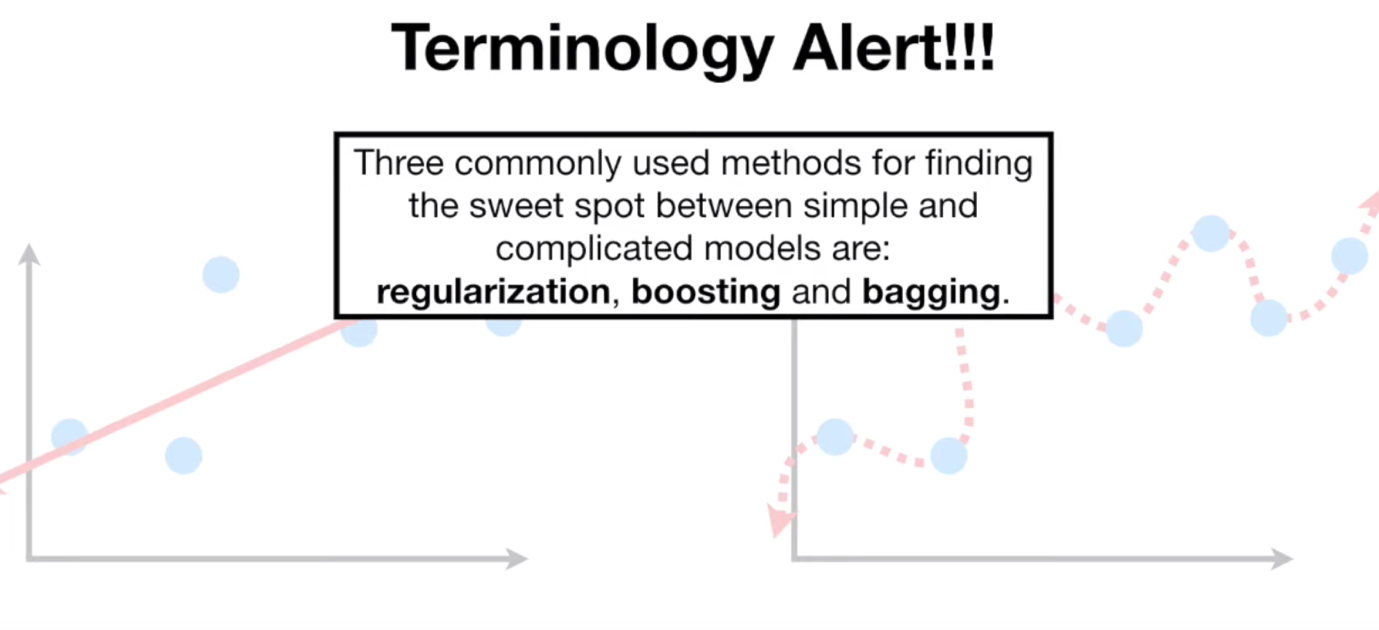 Terminology Alert!!!
Three commonly used methods for finding
the sweet spot between simple and
complicated models are:
regularization, boosting and bagging.